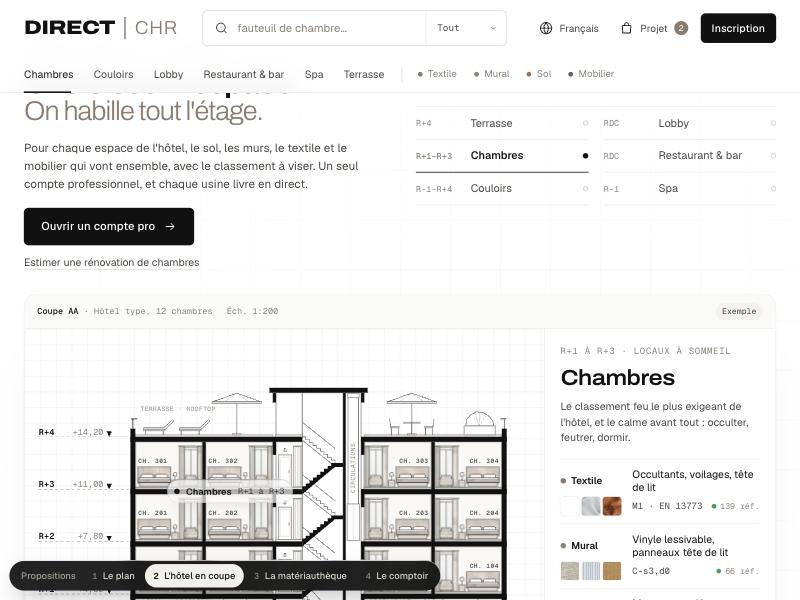 DIRECT | CHR
fauteuil de chambre...
Tout
Français
Projet 2
Inscription
Chambres Couloirs Lobby Restaurant & bar Spa Terrasse
Textile Mural Sol Mobilier
On habille tout l'étage.
Pour chaque espace de l'hôtel, le sol, les murs, le textile et le
mobilier qui vont ensemble, avec le classement à viser. Un seul
compte professionnel, et chaque usine livre en direct.
Ouvrir un compte pro →
Estimer une rénovation de chambres
R+4 Terrasse
RDC Lobby
R+1–R+3 Chambres
RDC Restaurant & bar
R-1–R+4 Couloirs
R-1 Spa
Coupe AA · Hôtel type, 12 chambres Éch. 1:200
Exemple
TERRASSE · ROOFTOP
R+4 +14,20
R+3 +11,00
R+2 +7,80
CH. 301
CH. 302
CH. 303
CH. 304
CIRCULATIONS
Chambres R+1 à R+3
CH. 201
CH. 202
CH. 203
CH. 204
CH. 104
R+1 À R+3 · LOCAUX À SOMMEIL
Chambres
Le classement feu le plus exigeant de
l'hôtel, et le calme avant tout : occulter,
feutrer, dormir.
Textile
Occultants, voilages, tête
de lit
M1 · EN 13773
139 réf.
Mural
Vinyle lessivable,
panneaux tête de lit
C-s3,d0
66 réf.
Propositions 1 Le plan 2 L'hôtel en coupe 3 La matériauthèque 4 Le comptoir